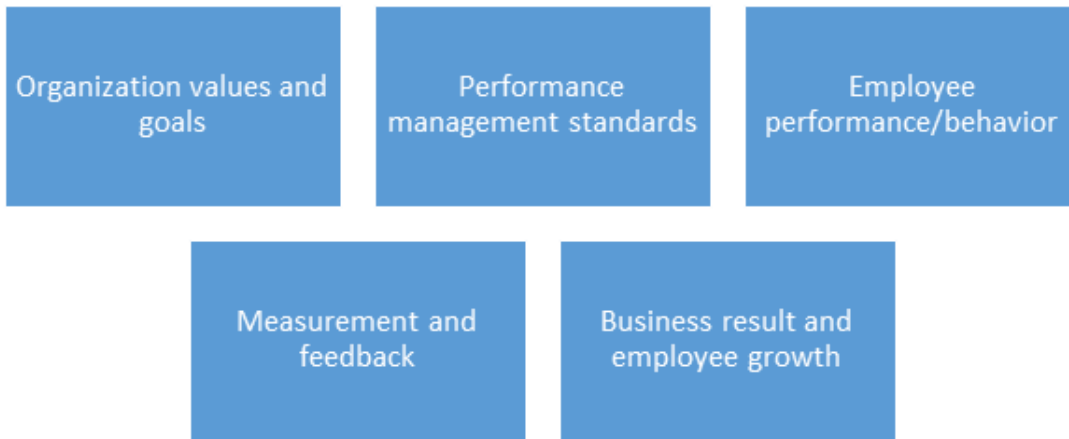 Organization values and
goals
Performance
management standards
Employee
performance/behavior
Measurement and
feedback
Business result and
employee growth